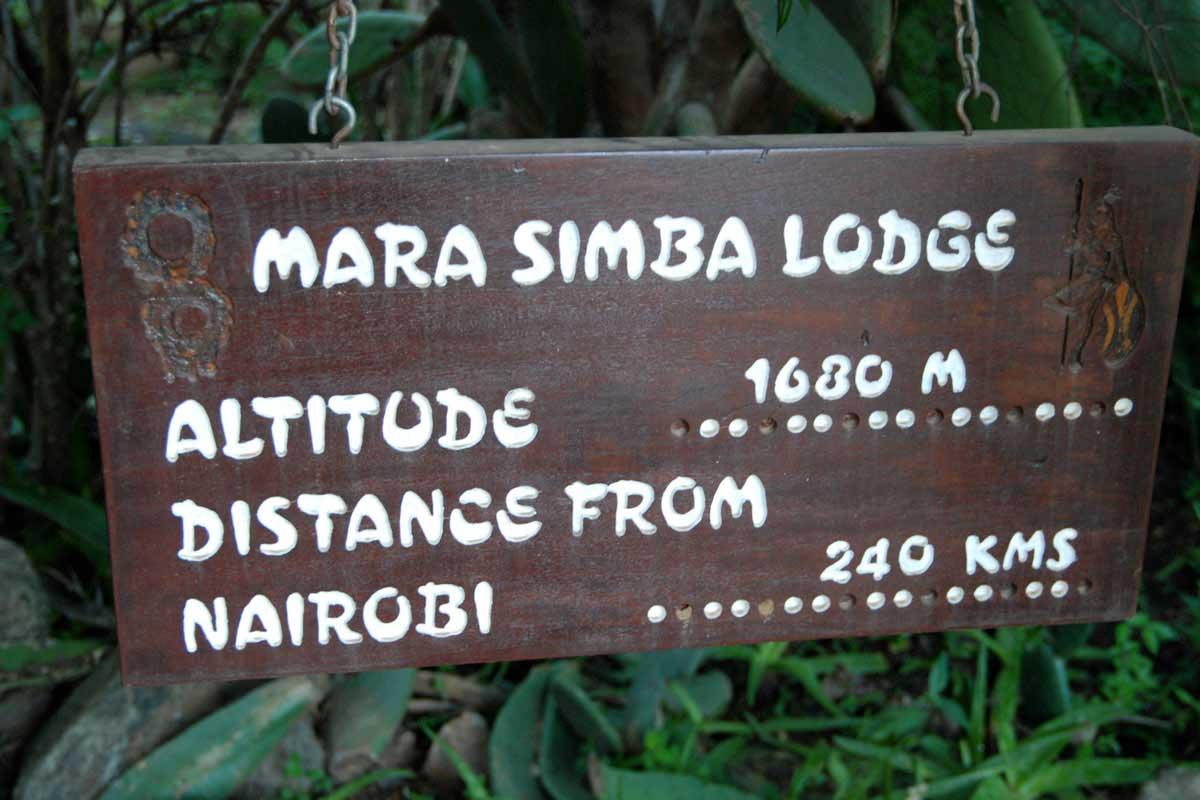 MARA SIMBA LODGE
ALTITUDE 1680 M
DISTANCE FROM
NAIROBI 240 KMS